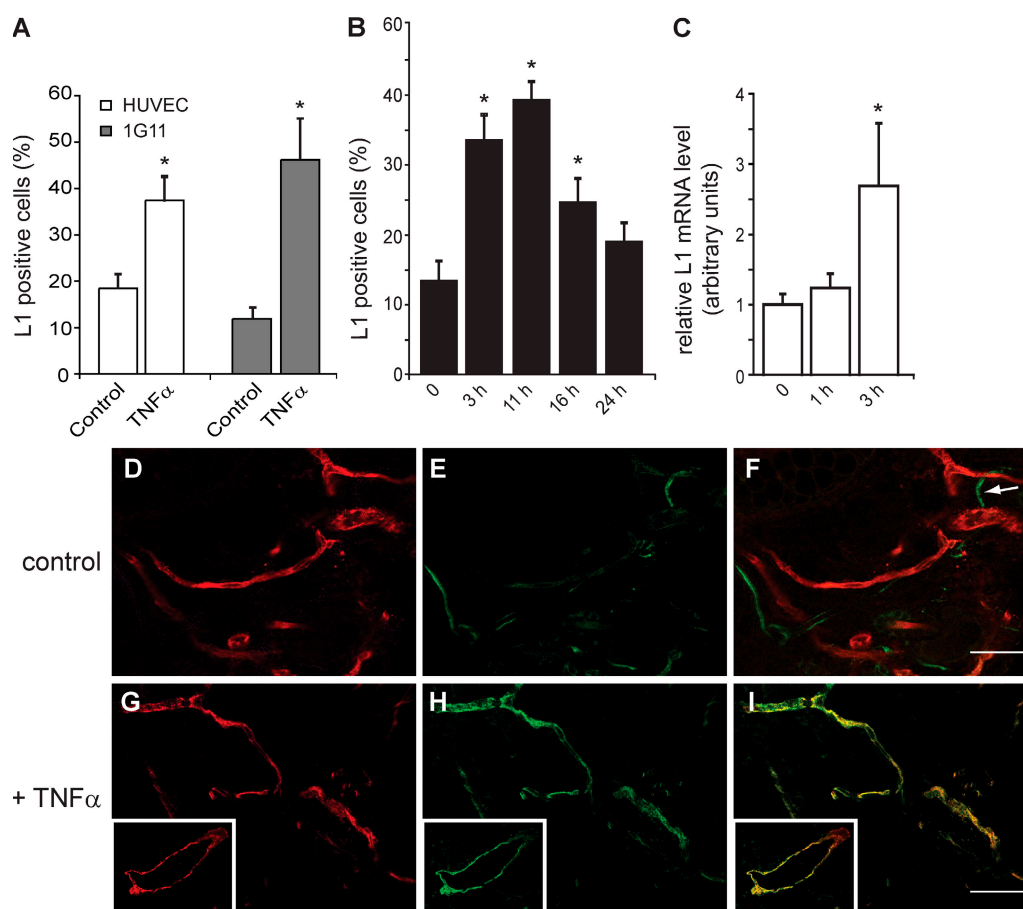 A
B
C
L1 positive cells (%)
60
50
40
30
20
10
0
HUVEC
1G11
*
*
Control
TNFα
Control
TNFα
L1 positive cells (%)
60
50
40
30
20
10
0
*
*
*
0
3 h
11 h
16 h
24 h
relative L1 mRNA level
(arbitrary units)
4
3
2
1
0
*
0
1 h
3 h
control
D
E
F
+ TNFα
G
H
I